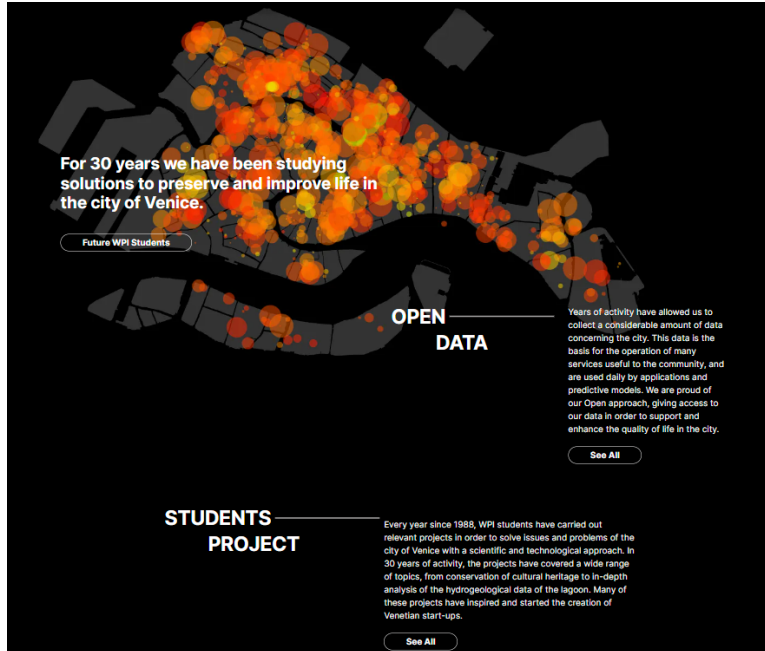 For 30 years we have been studying
solutions to preserve and improve life in
the city of Venice.
Future WPI Students
OPEN
DATA
Years of activity have allowed us to
collect a considerable amount of data
concerning the city. This data is the
basis for the operation of many
services useful to the community, and
are used daily by applications and
predictive models. We are proud of
our Open approach, giving access to
our data in order to support and
enhance the quality of life in the city.
See All
STUDENTS
PROJECT
Every year since 1988, WPI students have carried out
relevant projects in order to solve issues and problems of the
city of Venice with a scientific and technological approach. In
30 years of activity, the projects have covered a wide range
of topics, from conservation of cultural heritage to in-depth
analysis of the hydrogeological data of the lagoon. Many of
these projects have inspired and started the creation of
Venetian start-ups.
See All